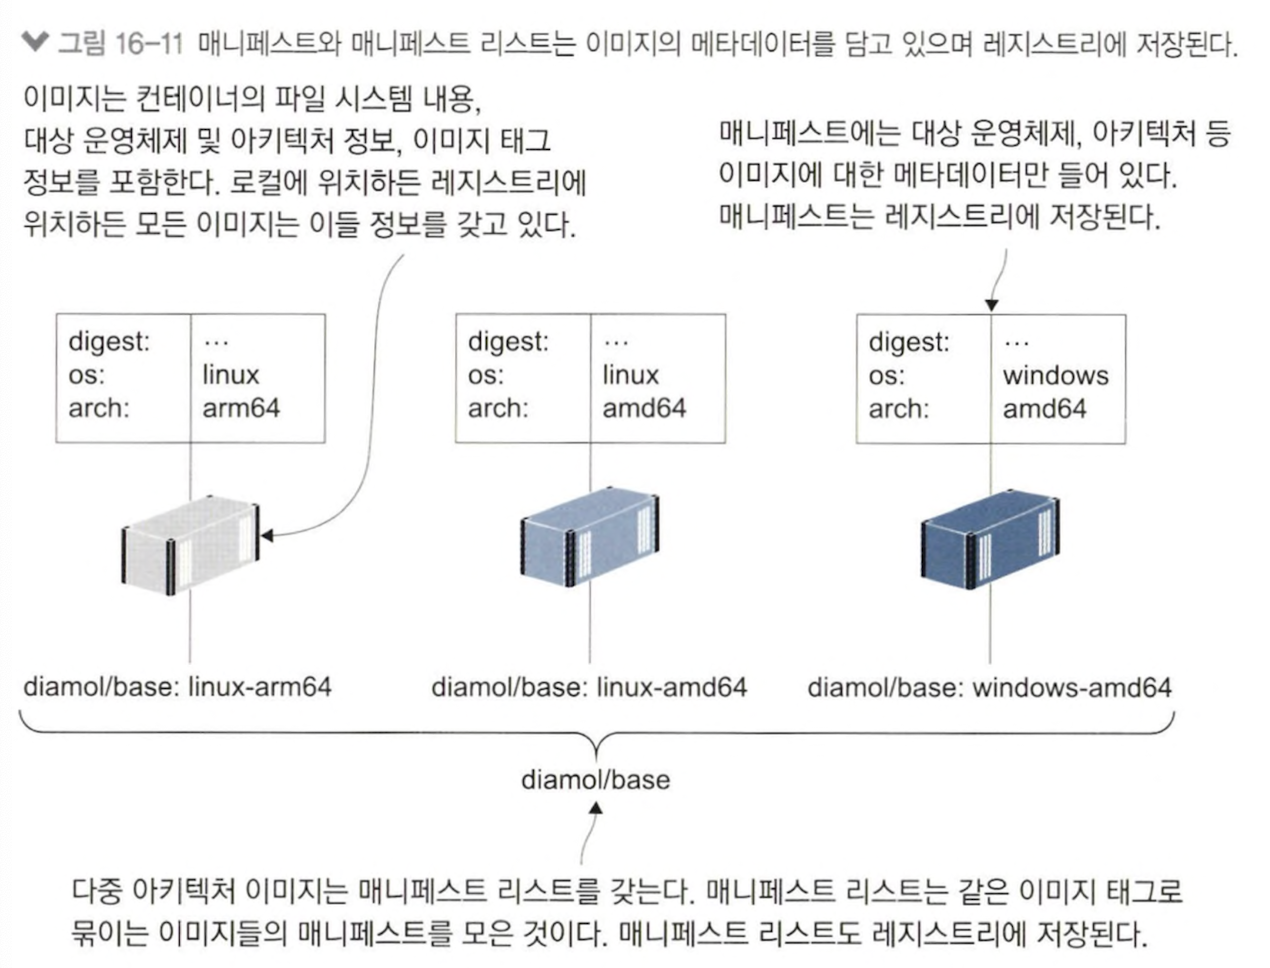 그림 16-11 매니페스트와 매니페스트 리스트는 이미지의 메타데이터를 담고 있으며 레지스트리에 저장된다.
이미지는 컨테이너의 파일 시스템 내용,
대상 운영체제 및 아키텍처 정보, 이미지 태그
정보를 포함한다. 로컬에 위치하든 레지스트리에
위치하든 모든 이미지는 이들 정보를 갖고 있다.
매니페스트에는 대상 운영체제, 아키텍처 등
이미지에 대한 메타데이터만 들어 있다.
매니페스트는 레지스트리에 저장된다.
digest: ...
os: linux
arch: arm64
digest: ...
os: linux
arch: amd64
digest: ...
os: windows
arch: amd64
diamol/base: linux-arm64
diamol/base: linux-amd64
diamol/base: windows-amd64
diamol/base
다중 아키텍처 이미지는 매니페스트 리스트를 갖는다. 매니페스트 리스트는 같은 이미지 태그로
묶이는 이미지들의 매니페스트를 모은 것이다. 매니페스트 리스트도 레지스트리에 저장된다.